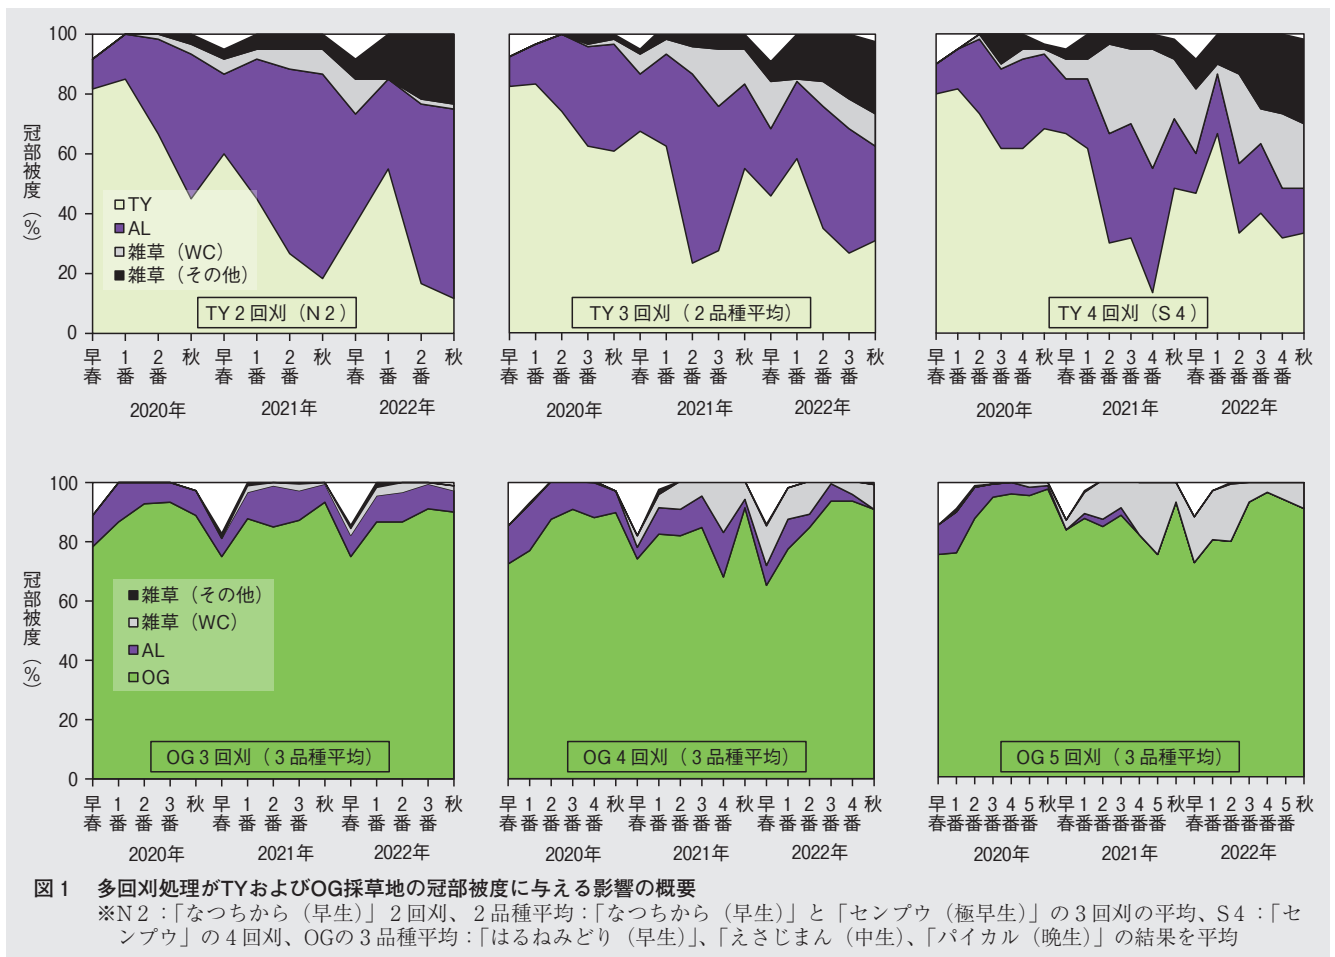 冠部被度（%）
100
80
60
40
20
0
TY
AL
雑草（WC）
雑草（その他）
TY２回刈（N２）
早春 1番 2番 秋 早春 1番 2番 秋 早春 1番 2番 秋
2020年 2021年 2022年
TY３回刈（２品種平均）
早春 1番 2番 3番 秋 早春 1番 2番 3番 秋 早春 1番 2番 3番 秋
2020年 2021年 2022年
TY４回刈（S４）
早春 1番 2番 3番 4番 秋 早春 1番 2番 3番 4番 秋 早春 1番 2番 3番 4番 秋
2020年 2021年 2022年
冠部被度（%）
100
80
60
40
20
0
雑草（その他）
雑草（WC）
AL
OG
OG３回刈（３品種平均）
早春 1番 2番 3番 秋 早春 1番 2番 3番 秋 早春 1番 2番 3番 秋
2020年 2021年 2022年
OG４回刈（３品種平均）
早春 1番 2番 3番 4番 秋 早春 1番 2番 3番 4番 秋 早春 1番 2番 3番 4番 秋
2020年 2021年 2022年
OG５回刈（３品種平均）
早春 1番 2番 3番 4番 5番 秋 早春 1番 2番 3番 4番 5番 秋 早春 1番 2番 3番 4番 5番 秋
2020年 2021年 2022年
図１　多回刈処理がTYおよびOG採草地の冠部被度に与える影響の概要
※N２：「なつちから（早生）」２回刈、２品種平均：「なつちから（早生）」と「センプウ（極早生）」の３回刈の平均、S４：「セ
ンプウ」の４回刈、OGの３品種平均：「はるねみどり（早生）」、「えさじまん（中生）、「パイカル（晩生）」の結果を平均